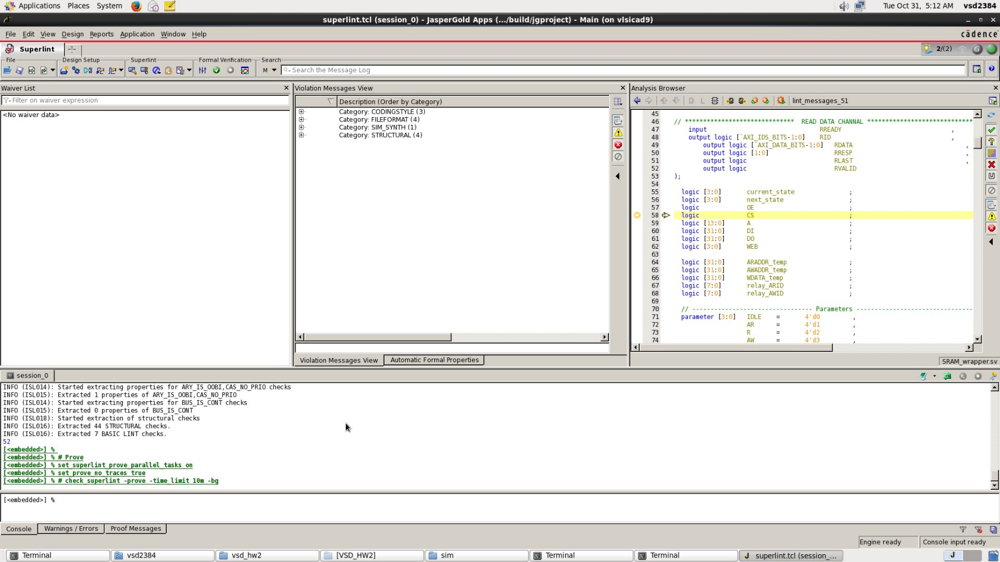 Applications Places System Tue Oct 31, 5:12 AM vsd2384
superlint.tcl (session_0) - JasperGold Apps (.../build/jgproject) - Main (on vlsicad9)
File Edit View Design Reports Application Window Help cādence
Superlint 2/(2)
File Design Setup Superlint Formal Verification Search
M Search the Message Log
Waiver List
Filter on waiver expression
<No waiver data>
Violation Messages View
Description (Order by Category)
Category: CODINGSTYLE (3)
Category: FILEFORMAT (4)
Category: SIM_SYNTH (1)
Category: STRUCTURAL (4)
Violation Messages View Automatic Formal Properties
Analysis Browser
D L lint_messages_51
45
46 // ****************************** READ DATA CHANNAL *****************************
47 input RREADY ,
48 output logic [`AXI_IDS_BITS-1:0] RID ,
49 output logic [`AXI_DATA_BITS-1:0] RDATA ,
50 output logic [1:0] RRESP ,
51 output logic RLAST ,
52 output logic RVALID
53 );
54
55 logic [3:0] current_state ;
56 logic [3:0] next_state ;
57 logic OE ;
58 logic CS ;
59 logic [13:0] A ;
60 logic [31:0] DI ;
61 logic [31:0] DO ;
62 logic [3:0] WEB ;
63
64 logic [31:0] ARADDR_temp ;
65 logic [31:0] AWADDR_temp ;
66 logic [31:0] WDATA_temp ;
67 logic [7:0] relay_ARID ;
68 logic [7:0] relay_AWID ;
69
70 // --------------------------------- Parameters --------------------------------
71 parameter [3:0] IDLE = 4'd0 ,
72 AR = 4'd1 ,
73 R = 4'd2 ,
74 AW = 4'd3 ,
SRAM_wrapper.sv
session_0
INFO (ISL014): Started extracting properties for ARY_IS_OOBI,CAS_NO_PRIO checks
INFO (ISL015): Extracted 1 properties of ARY_IS_OOBI,CAS_NO_PRIO
INFO (ISL014): Started extracting properties for BUS_IS_CONT checks
INFO (ISL015): Extracted 0 properties of BUS_IS_CONT
INFO (ISL018): Started extraction of structural checks
INFO (ISL016): Extracted 44 STRUCTURAL checks.
INFO (ISL016): Extracted 7 BASIC LINT checks.
52
[<embedded>] %
[<embedded>] % # Prove
[<embedded>] % set_superlint_prove_parallel_tasks on
[<embedded>] % set_prove_no_traces true
[<embedded>] % # check_superlint -prove -time_limit 10m -bg
[<embedded>] %
Console Warnings / Errors Proof Messages
Engine ready Console input ready
Terminal vsd2384 vsd_hw2 [VSD_HW2] sim Terminal Terminal superlint.tcl (session_...